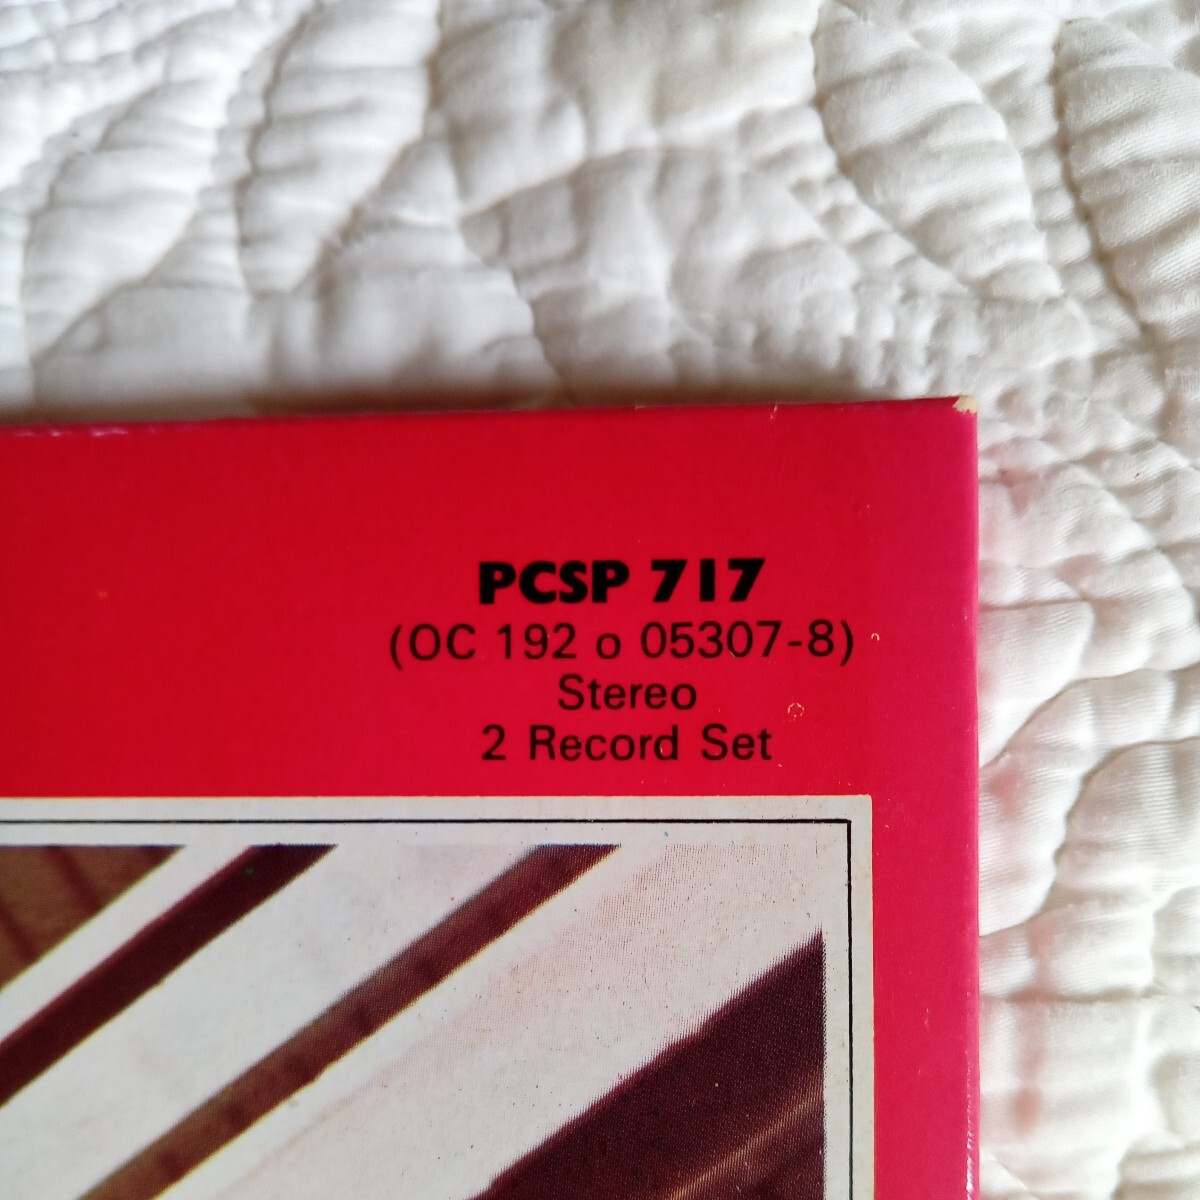 PCSP 717
(OC 192 o 05307-8)
Stereo
2 Record Set